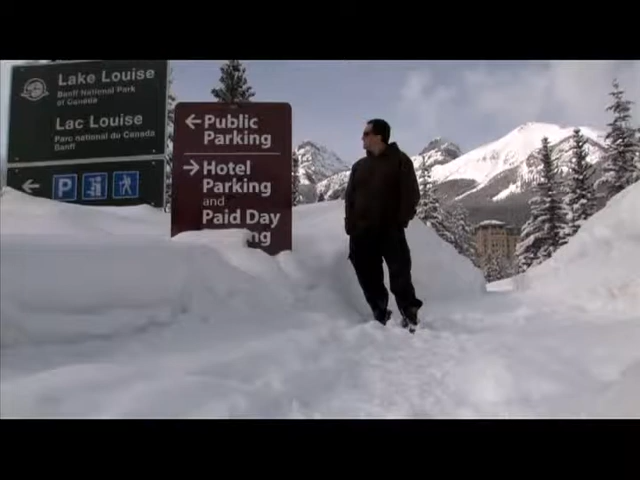 Lake Louise
Banff National Park
of Canada
Lac Louise
Parc national du Canada
Banff
P
Public
Parking
Hotel
Parking
and
Paid Day
Parking